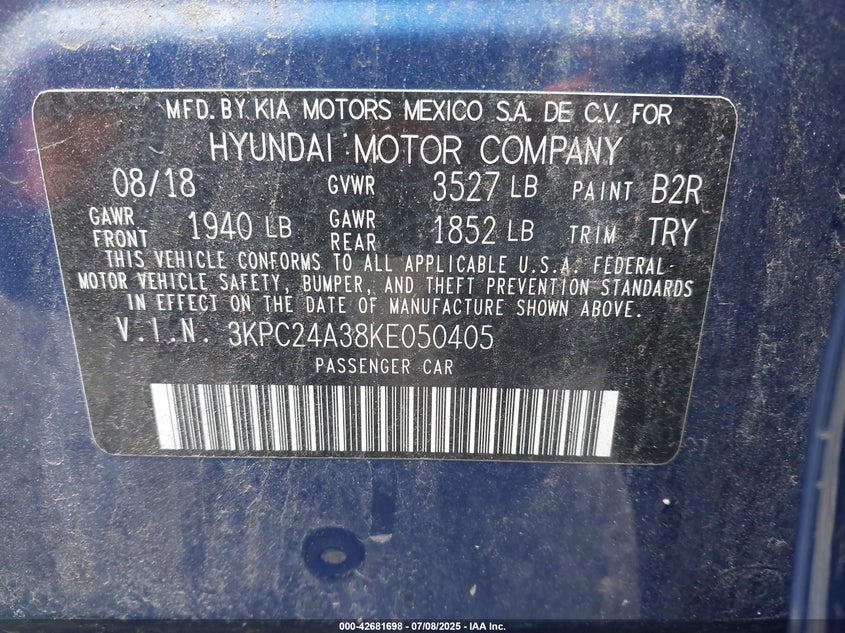 MFD. BY KIA MOTORS MEXICO S.A. DE C.V. FOR
HYUNDAI MOTOR COMPANY
08/18 GVWR 3527 LB PAINT B2R
GAWR FRONT 1940 LB GAWR REAR 1852 LB TRIM TRY
THIS VEHICLE CONFORMS TO ALL APPLICABLE U.S.A. FEDERAL
MOTOR VEHICLE SAFETY, BUMPER, AND THEFT PREVENTION STANDARDS
IN EFFECT ON THE DATE OF MANUFACTURE SHOWN ABOVE.
V.I.N. 3KPC24A38KE050405
PASSENGER CAR
000-42681698 - 07/08/2025 - IAA Inc.